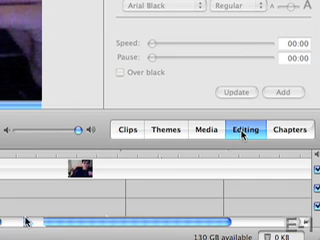 Arial Black Regular A A
Speed: 00:00
Pause: 00:00
Over black
Update Add
Clips Themes Media Editing Chapters
130 GB available 0 KB